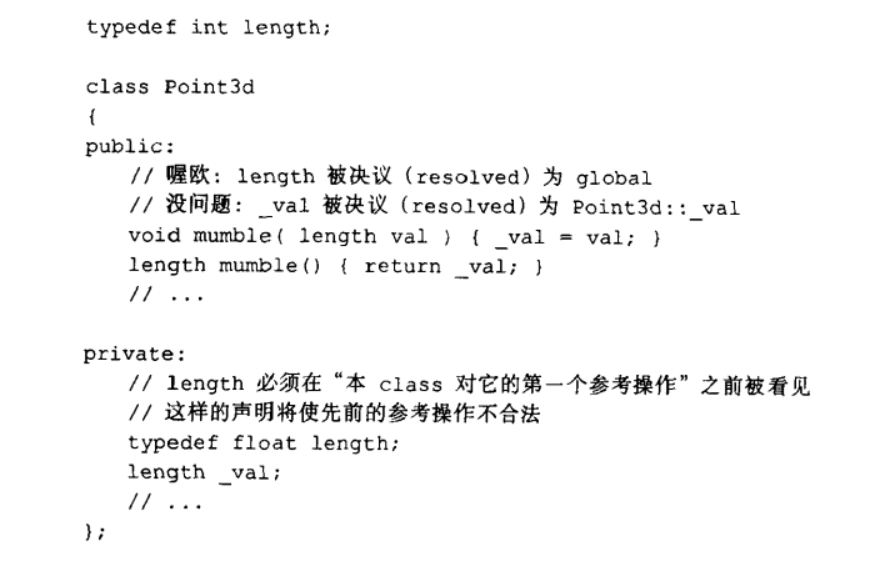 typedef int length;

class Point3d
{
public:
    // 喔欧: length 被决议 (resolved) 为 global
    // 没问题: _val 被决议 (resolved) 为 Point3d::_val
    void mumble( length val ) { _val = val; }
    length mumble() { return _val; }
    // ...

private:
    // length 必须在“本 class 对它的第一个参考操作”之前被看见
    // 这样的声明将使先前的参考操作不合法
    typedef float length;
    length _val;
    // ...
};